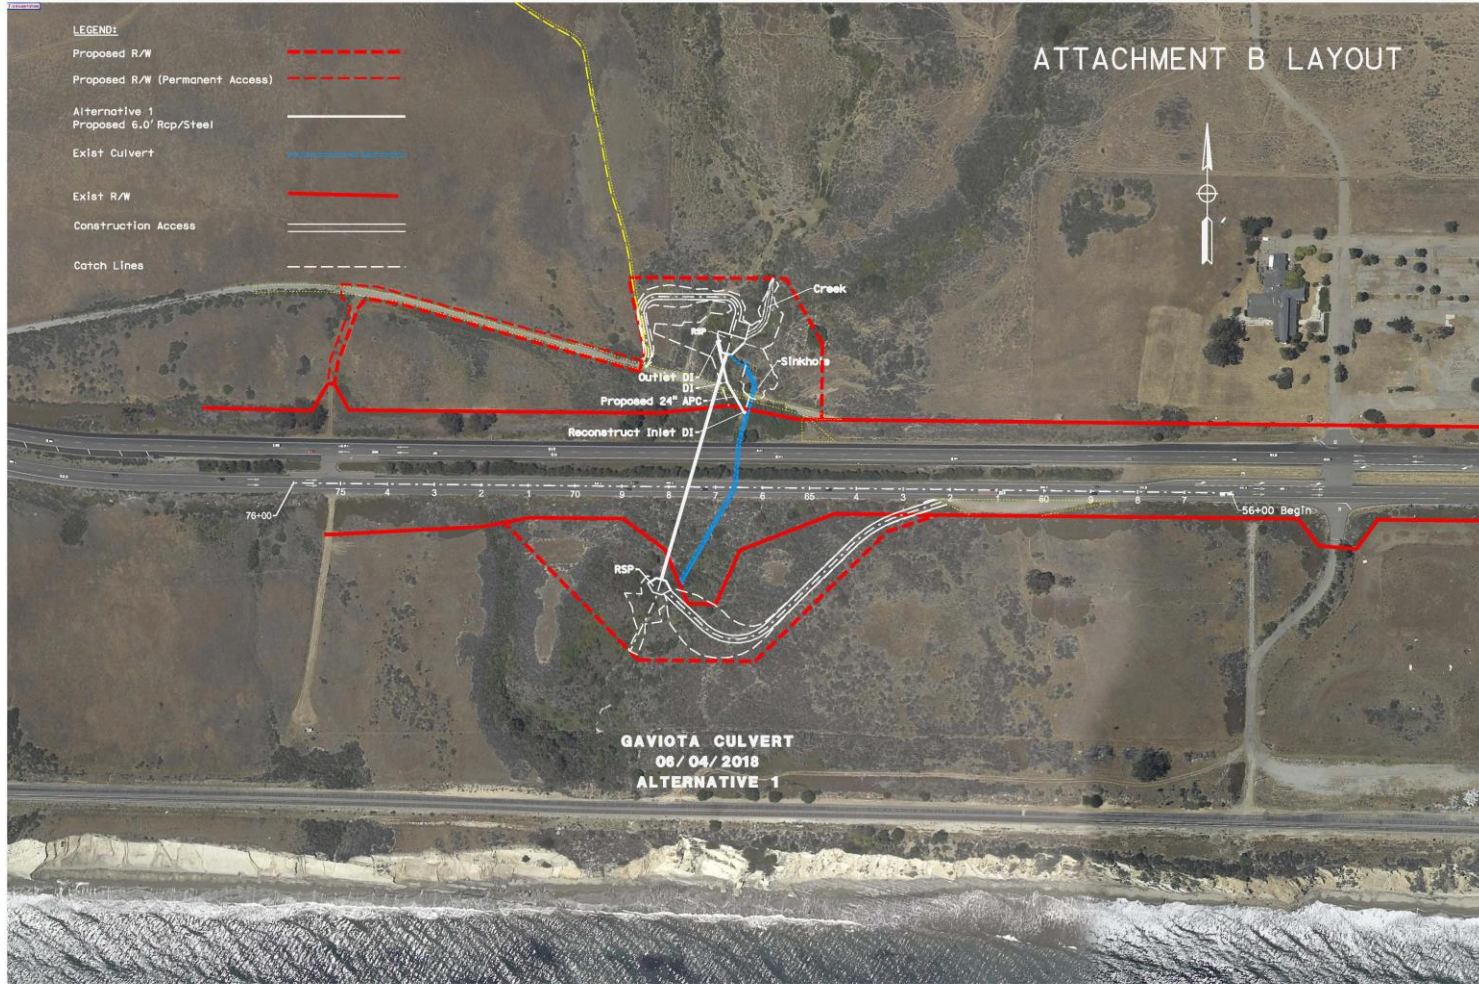 LEGEND:
Proposed R/W
Proposed R/W (Permanent Access)
Alternative 1
Proposed 6.0' Rcp/Steel
Exist Culvert
Exist R/W
Construction Access
Catch Lines
ATTACHMENT B LAYOUT
Creek
RSP
Sinkhole
Outlet DI
DI
Proposed 24" APC
Reconstruct Inlet DI
75 4 3 2 1 70 9 8 7 6 65 4 3 2 1 60 9 8 7
76+00
56+00 Begin
RSP
GAVIOTA CULVERT
06/04/2018
ALTERNATIVE 1